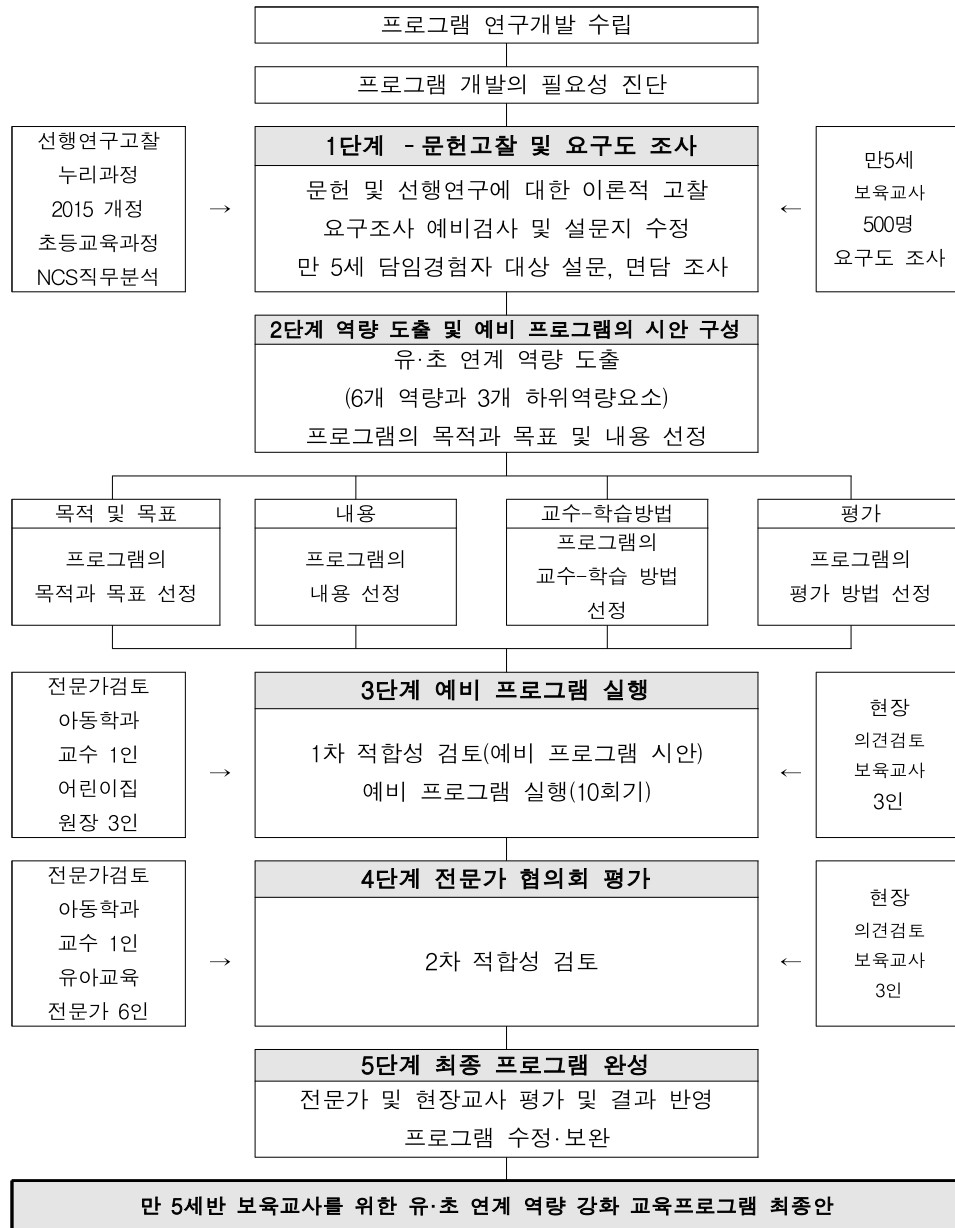 프로그램 연구개발 수립
프로그램 개발의 필요성 진단
선행연구고찰
누리과정
2015 개정
초등교육과정
NCS직무분석
→
1단계 - 문헌고찰 및 요구도 조사
문헌 및 선행연구에 대한 이론적 고찰
요구조사 예비검사 및 설문지 수정
만 5세 담임경험자 대상 설문, 면담 조사
←
만5세
보육교사
500명
요구도 조사
2단계 역량 도출 및 예비 프로그램의 시안 구성
유·초 연계 역량 도출
(6개 역량과 3개 하위역량요소)
프로그램의 목적과 목표 및 내용 선정
목적 및 목표
프로그램의
목적과 목표 선정
내용
프로그램의
내용 선정
교수-학습방법
프로그램의
교수-학습 방법
선정
평가
프로그램의
평가 방법 선정
전문가검토
아동학과
교수 1인
어린이집
원장 3인
→
3단계 예비 프로그램 실행
1차 적합성 검토(예비 프로그램 시안)
예비 프로그램 실행(10회기)
←
현장
의견검토
보육교사
3인
전문가검토
아동학과
교수 1인
유아교육
전문가 6인
→
4단계 전문가 협의회 평가
2차 적합성 검토
←
현장
의견검토
보육교사
3인
5단계 최종 프로그램 완성
전문가 및 현장교사 평가 및 결과 반영
프로그램 수정·보완
만 5세반 보육교사를 위한 유·초 연계 역량 강화 교육프로그램 최종안